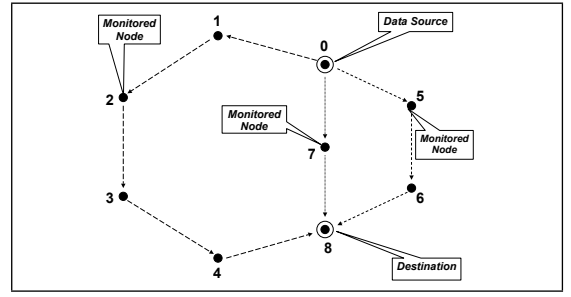 Monitored
Node
1
0
Data Source
2
5
Monitored
Node
7
Monitored
Node
3
6
8
4
Destination